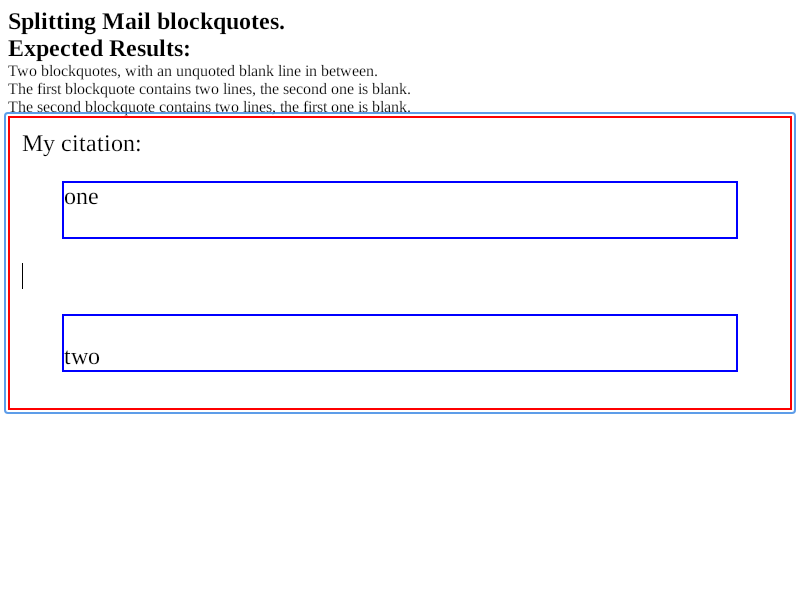 Splitting Mail blockquotes.
Expected Results:
Two blockquotes, with an unquoted blank line in between.
The first blockquote contains two lines, the second one is blank.
The second blockquote contains two lines, the first one is blank.
My citation:
one
two